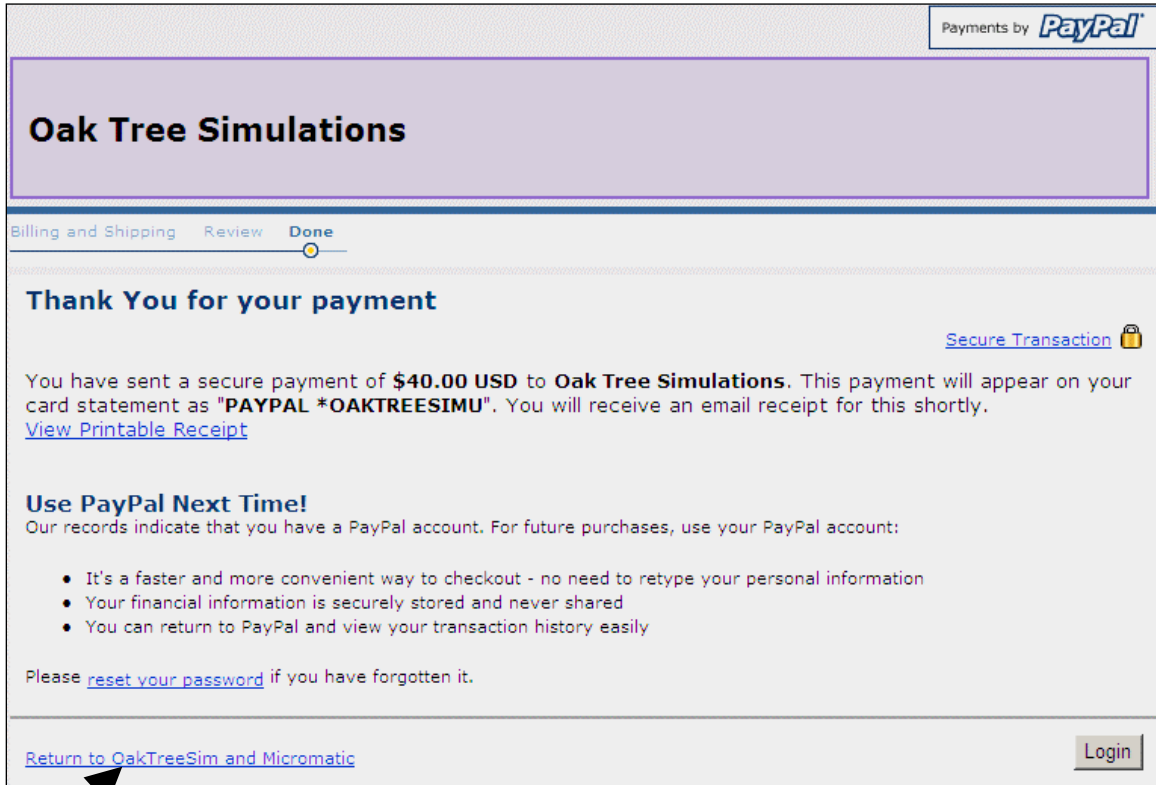 Payments by PayPal
Oak Tree Simulations
Billing and Shipping Review Done
Thank You for your payment
Secure Transaction
You have sent a secure payment of $40.00 USD to Oak Tree Simulations. This payment will appear on your
card statement as "PAYPAL *OAKTREESIMU". You will receive an email receipt for this shortly.
View Printable Receipt
Use PayPal Next Time!
Our records indicate that you have a PayPal account. For future purchases, use your PayPal account:
• It's a faster and more convenient way to checkout - no need to retype your personal information
• Your financial information is securely stored and never shared
• You can return to PayPal and view your transaction history easily
Please reset your password if you have forgotten it.
Return to OakTreeSim and Micromatic
Login